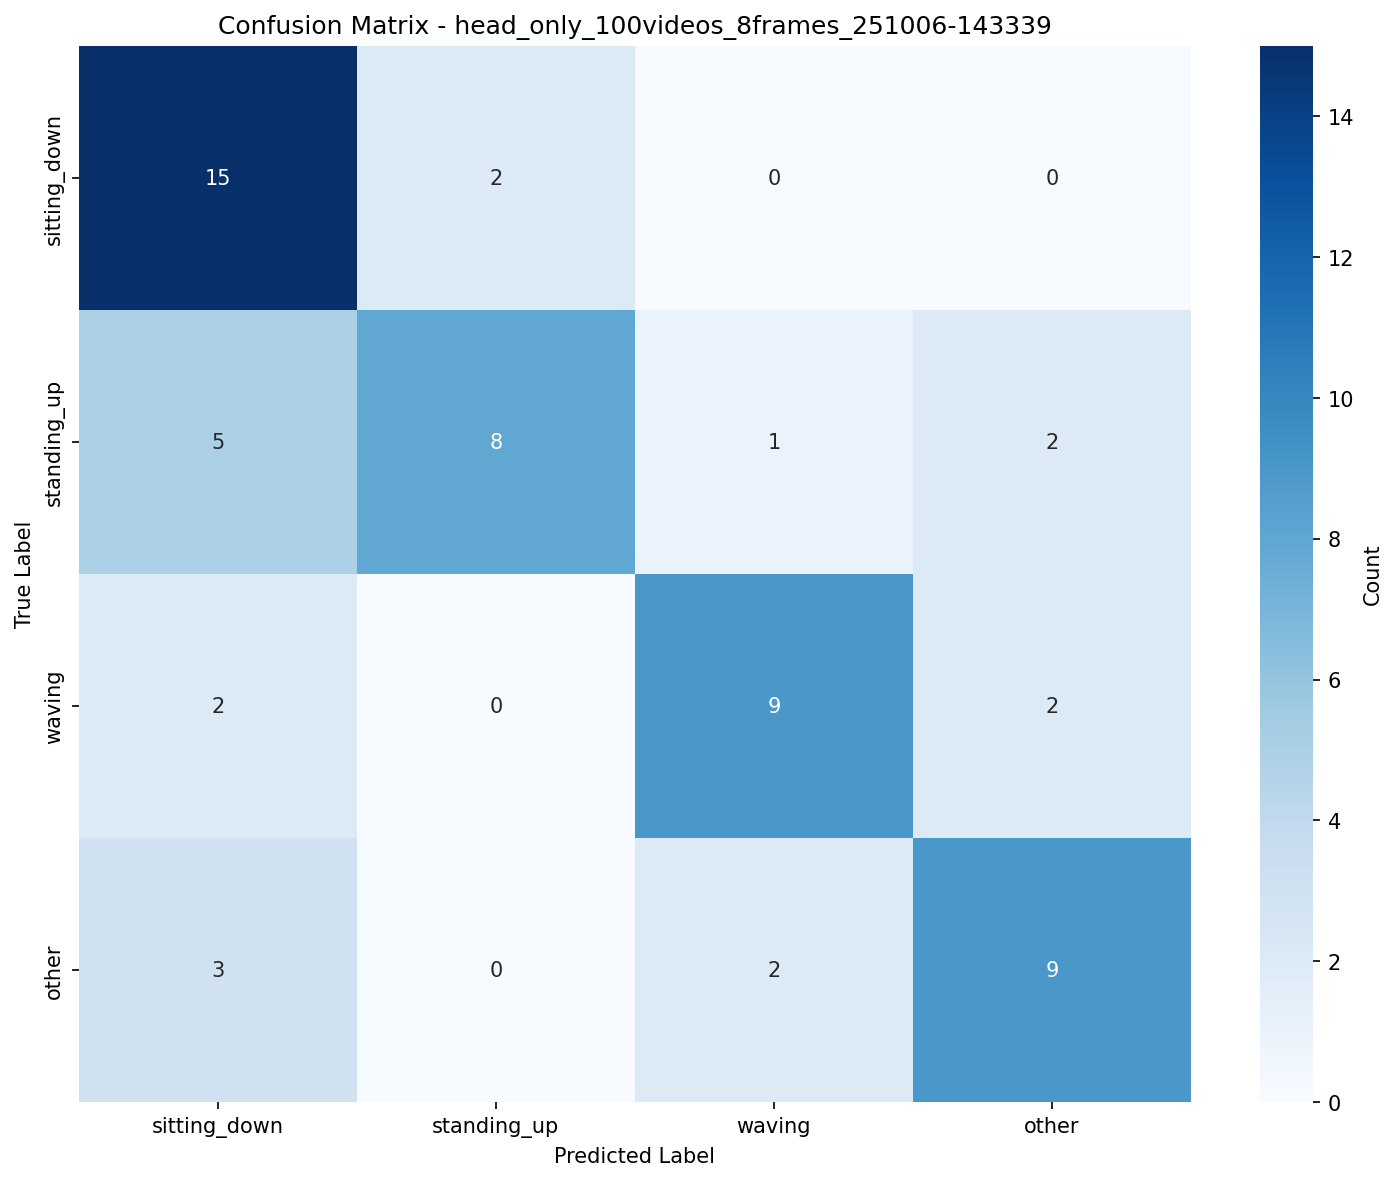 Confusion Matrix - head_only_100videos_8frames_251006-143339
True Label
sitting_down
15 2 0 0
standing_up
5 8 1 2
waving
2 0 9 2
other
3 0 2 9
sitting_down standing_up waving other
Predicted Label
14
12
10
8
6
4
2
0
Count